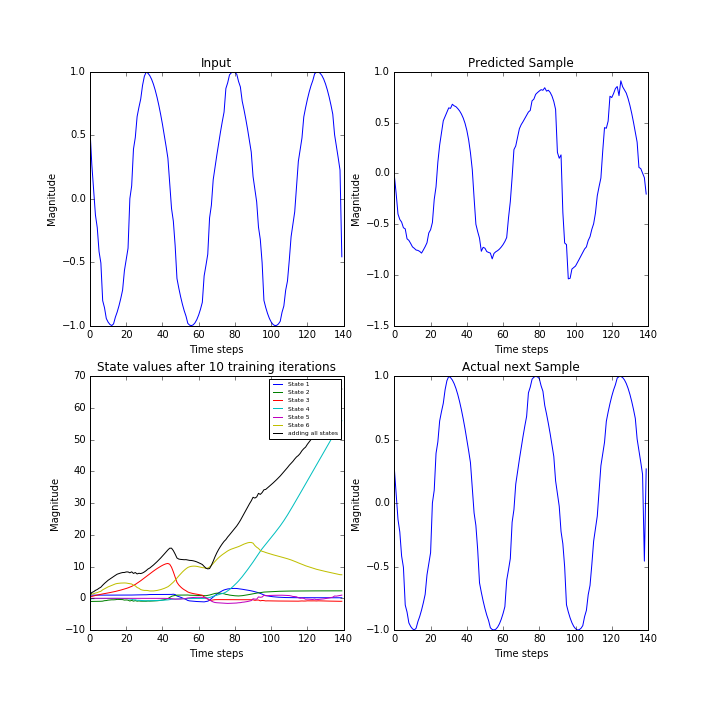 Input
Magnitude
1.0
0.5
0.0
−0.5
−1.0
0 20 40 60 80 100 120 140
Time steps
Predicted Sample
Magnitude
1.0
0.5
0.0
−0.5
−1.0
−1.5
0 20 40 60 80 100 120 140
Time steps
State values after 10 training iterations
Magnitude
70
60
50
40
30
20
10
0
−10
State 1
State 2
State 3
State 4
State 5
State 6
adding all states
0 20 40 60 80 100 120 140
Time steps
Actual next Sample
Magnitude
1.0
0.5
0.0
−0.5
−1.0
0 20 40 60 80 100 120 140
Time steps